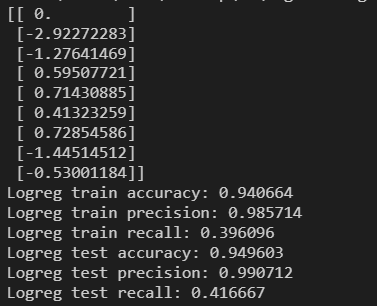 [[ 0.        ]
[-2.92272283]
[-1.27641469]
[ 0.59507721]
[ 0.71430885]
[ 0.41323259]
[ 0.72854586]
[-1.44514512]
[-0.53001184]]
Logreg train accuracy: 0.940664
Logreg train precision: 0.985714
Logreg train recall: 0.396096
Logreg test accuracy: 0.949603
Logreg test precision: 0.990712
Logreg test recall: 0.416667